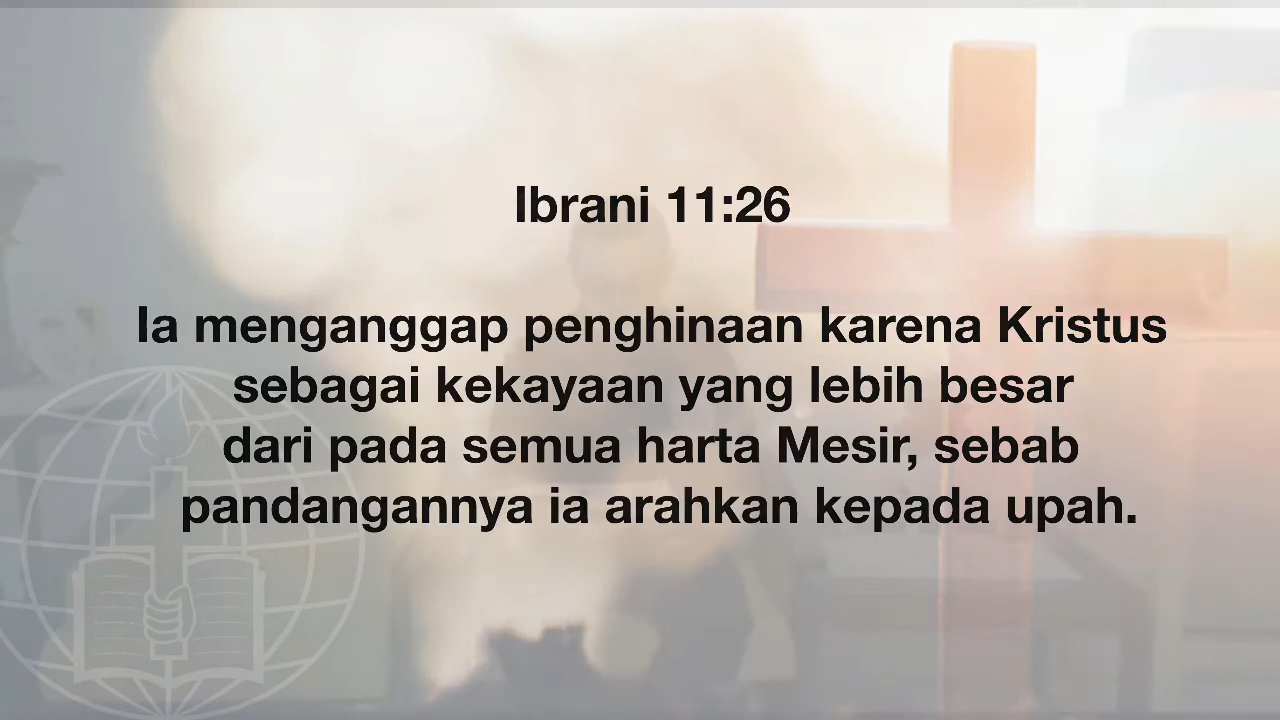 Ibrani 11:26
Ia menganggap penghinaan karena Kristus
sebagai kekayaan yang lebih besar
dari pada semua harta Mesir, sebab
pandangannya ia arahkan kepada upah.